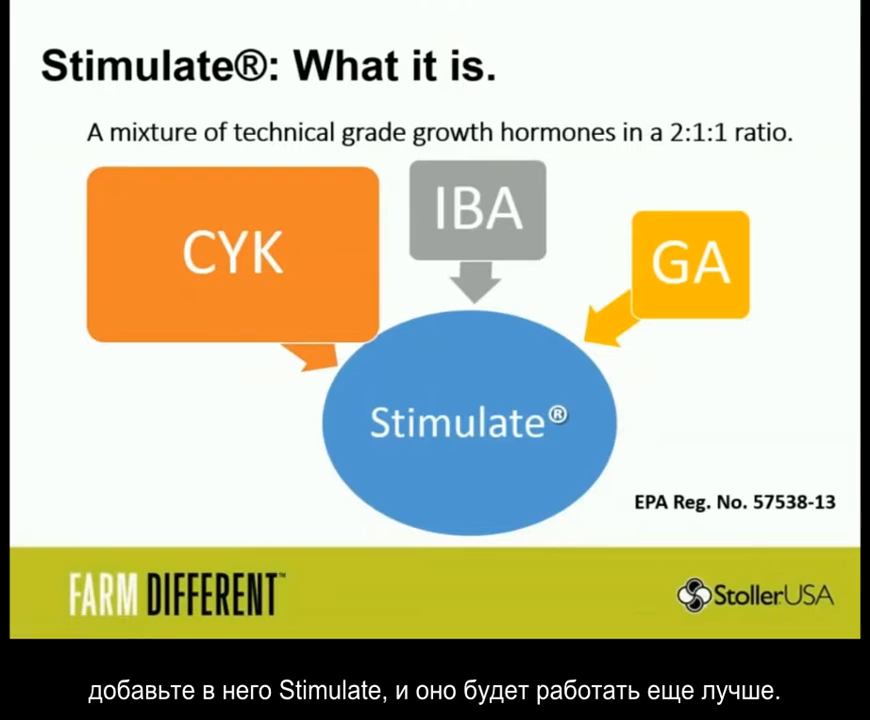 Stimulate®: What it is.
A mixture of technical grade growth hormones in a 2:1:1 ratio.
CYK
IBA
GA
Stimulate®
EPA Reg. No. 57538-13
FARM DIFFERENT™
StollerUSA
добавьте в него Stimulate, и оно будет работать еще лучше.